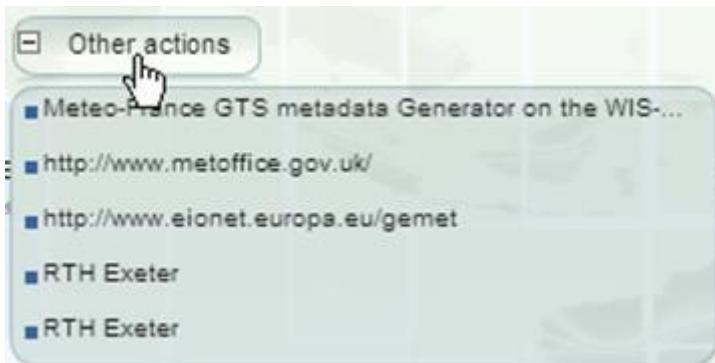 Other actions
Meteo-France GTS metadata Generator on the WIS-...
http://www.metoffice.gov.uk/
http://www.eionet.europa.eu/gemet
RTH Exeter
RTH Exeter